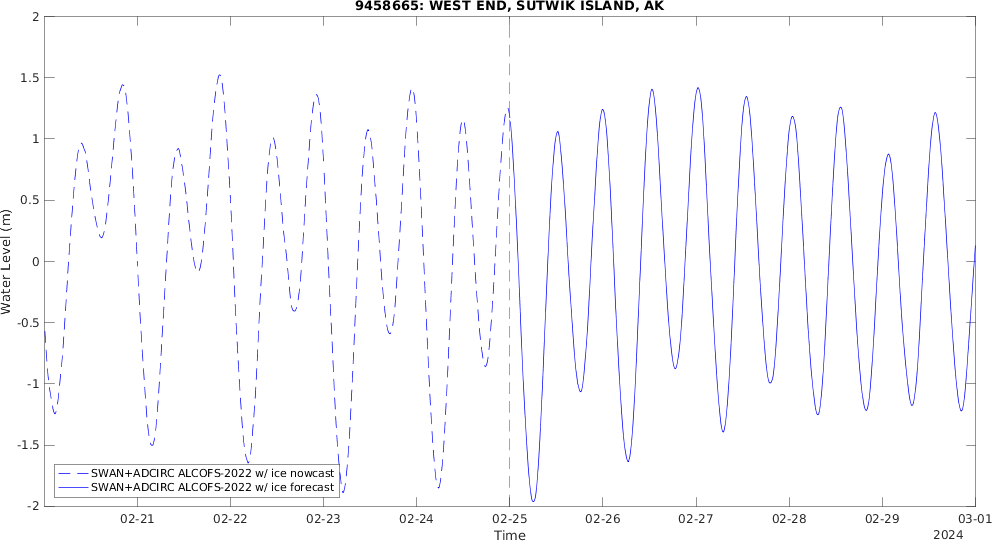 9458665: WEST END, SUTWIK ISLAND, AK
Water Level (m)
2
1.5
1
0.5
0
-0.5
-1
-1.5
-2
SWAN+ADCIRC ALCOFS-2022 w/ ice nowcast
SWAN+ADCIRC ALCOFS-2022 w/ ice forecast
02-21 02-22 02-23 02-24 02-25 02-26 02-27 02-28 02-29 03-01
Time
2024